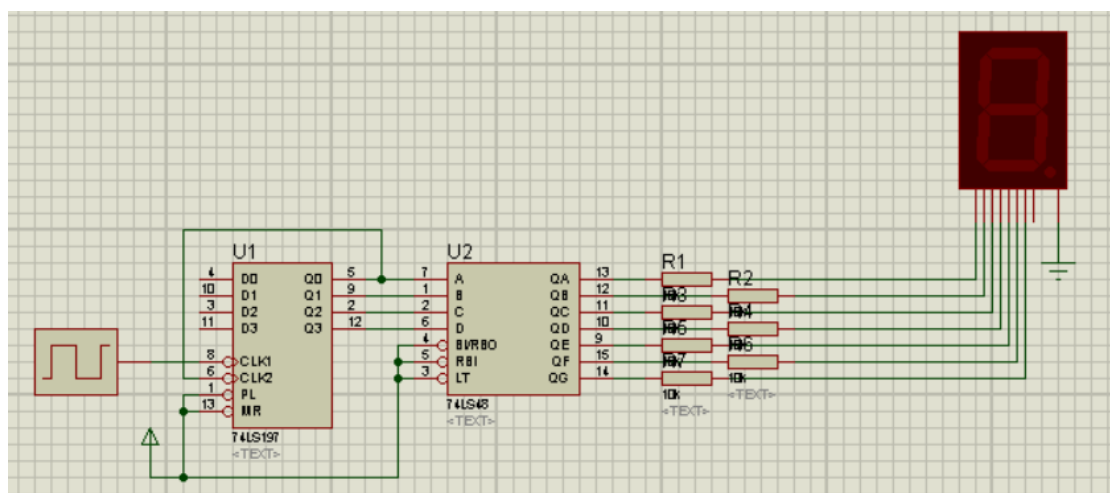 U1
4 D0 Q0 5
10 D1 Q1 9
3 D2 Q2 2
11 D3 Q3 12
8 CLK1
6 CLK2
1 PL
13 MR
74LS197
<TEXT>
U2
7 A QA 13
1 B QB 12
2 C QC 11
6 D QD 10
4 BI/RBO QE 9
5 RBI QF 15
3 LT QG 14
74LS48
<TEXT>
R1
R2
10k
10k
<TEXT>
<TEXT>